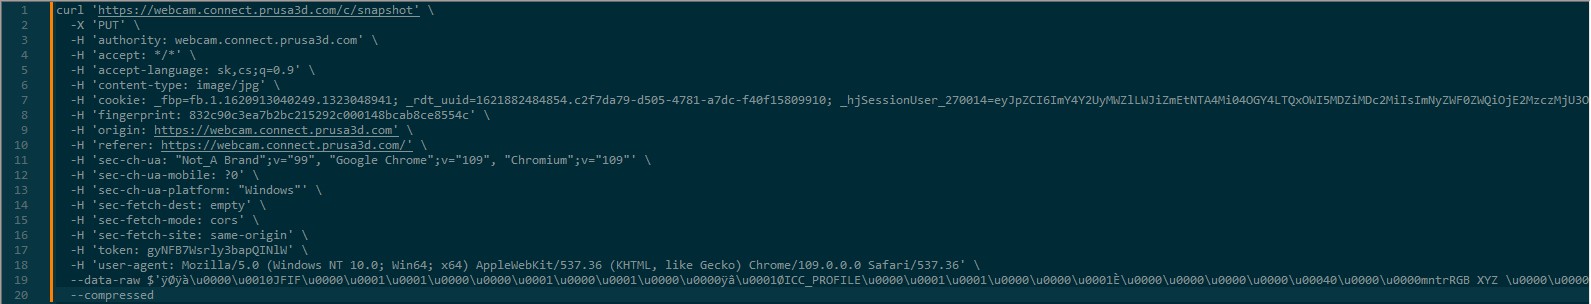 1 curl 'https://webcam.connect.prusa3d.com/c/snapshot' \
2 -X 'PUT' \
3 -H 'authority: webcam.connect.prusa3d.com' \
4 -H 'accept: */*' \
5 -H 'accept-language: sk,cs;q=0.9' \
6 -H 'content-type: image/jpg' \
7 -H 'cookie: _fbp=fb.1.1620913040249.1323048941; _rdt_uuid=1621882484854.c2f7da79-d505-4781-a7dc-f40f15809910; _hjSessionUser_270014=eyJpZCI6ImY4Y2UyMWZlLWJiZmEtNTA4Mi04OGY4LTQxOWI5MDZiMDc2MiIsImNyZWF0ZWQiOjE2MzczMjU3O
8 -H 'fingerprint: 832c90c3ea7b2bc215292c000148bcab8ce8554c' \
9 -H 'origin: https://webcam.connect.prusa3d.com' \
10 -H 'referer: https://webcam.connect.prusa3d.com/' \
11 -H 'sec-ch-ua: "Not_A Brand";v="99", "Google Chrome";v="109", "Chromium";v="109"' \
12 -H 'sec-ch-ua-mobile: ?0' \
13 -H 'sec-ch-ua-platform: "Windows"' \
14 -H 'sec-fetch-dest: empty' \
15 -H 'sec-fetch-mode: cors' \
16 -H 'sec-fetch-site: same-origin' \
17 -H 'token: gyNFB7Wsrly3bapQINlW' \
18 -H 'user-agent: Mozilla/5.0 (Windows NT 10.0; Win64; x64) AppleWebKit/537.36 (KHTML, like Gecko) Chrome/109.0.0.0 Safari/537.36' \
19 --data-raw $'ÿØÿà\u0000\u0010JFIF\u0000\u0001\u0001\u0000\u0000\u0001\u0000\u0001\u0000\u0000ÿâ\u0001ØICC_PROFILE\u0000\u0001\u0001\u0000\u0000\u0001È\u0000\u0000\u0000\u0000\u00040\u0000\u0000mntrRGB XYZ \u0000\u0000
20 --compressed